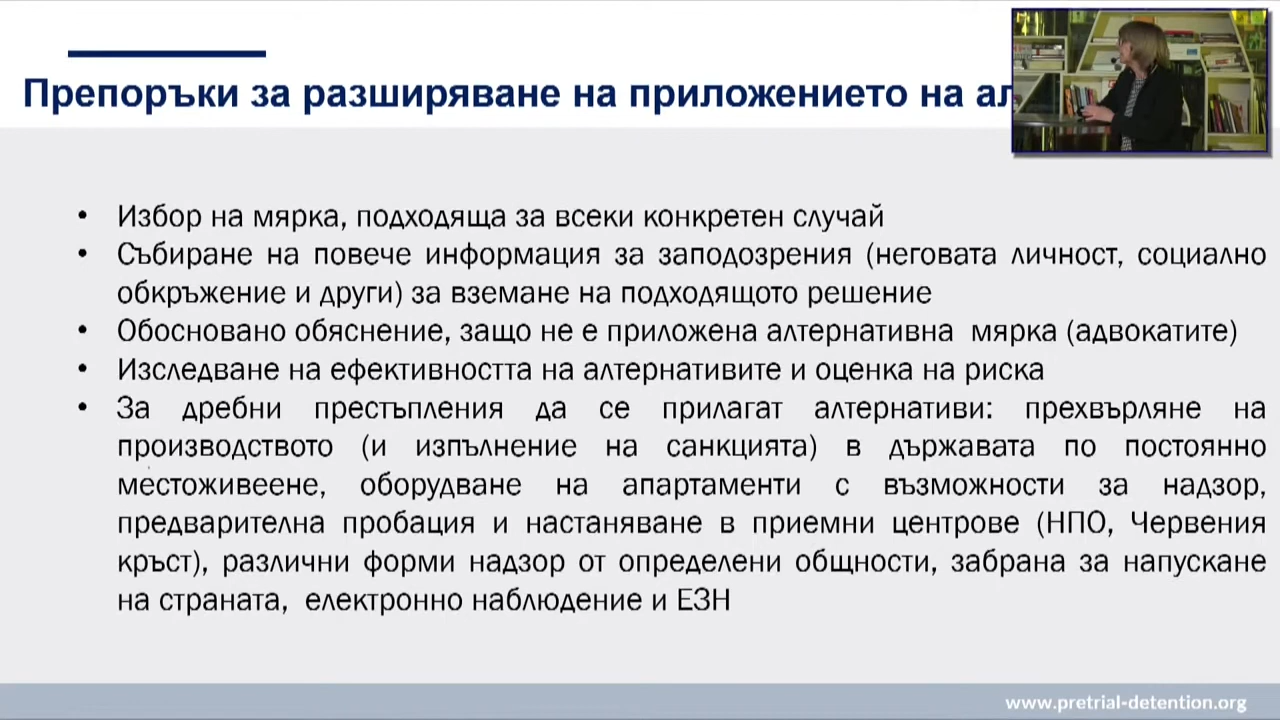 Препоръки за разширяване на приложението на
• Избор на мярка, подходяща за всеки конкретен случай
• Събиране на повече информация за заподозрения (неговата личност, социално
обкръжение и други) за вземане на подходящото решение
• Обосновано обяснение, защо не е приложена алтернативна мярка (адвокатите)
• Изследване на ефективността на алтернативите и оценка на риска
• За дребни престъпления да се прилагат алтернативи: прехвърляне на
производството (и изпълнение на санкцията) в държавата по постоянно
местоживеене, оборудване на апартаменти с възможности за надзор,
предварителна пробация и настаняване в приемни центрове (НПО, Червения
кръст), различни форми надзор от определени общности, забрана за напускане
на страната, електронно наблюдение и ЕЗН
www.pretrial-detention.org